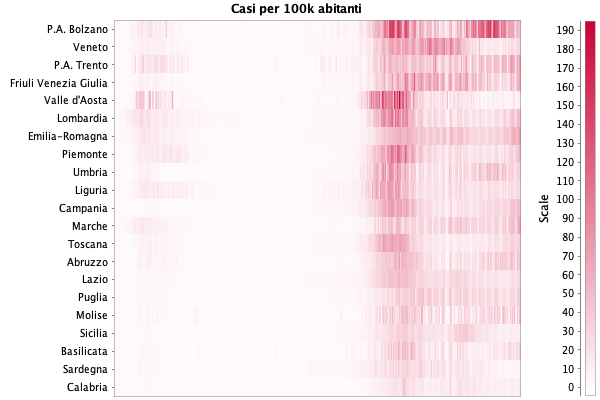 Casi per 100k abitanti
P.A. Bolzano
Veneto
P.A. Trento
Friuli Venezia Giulia
Valle d'Aosta
Lombardia
Emilia-Romagna
Piemonte
Umbria
Liguria
Campania
Marche
Toscana
Abruzzo
Lazio
Puglia
Molise
Sicilia
Basilicata
Sardegna
Calabria
Scale
190
180
170
160
150
140
130
120
110
100
90
80
70
60
50
40
30
20
10
0